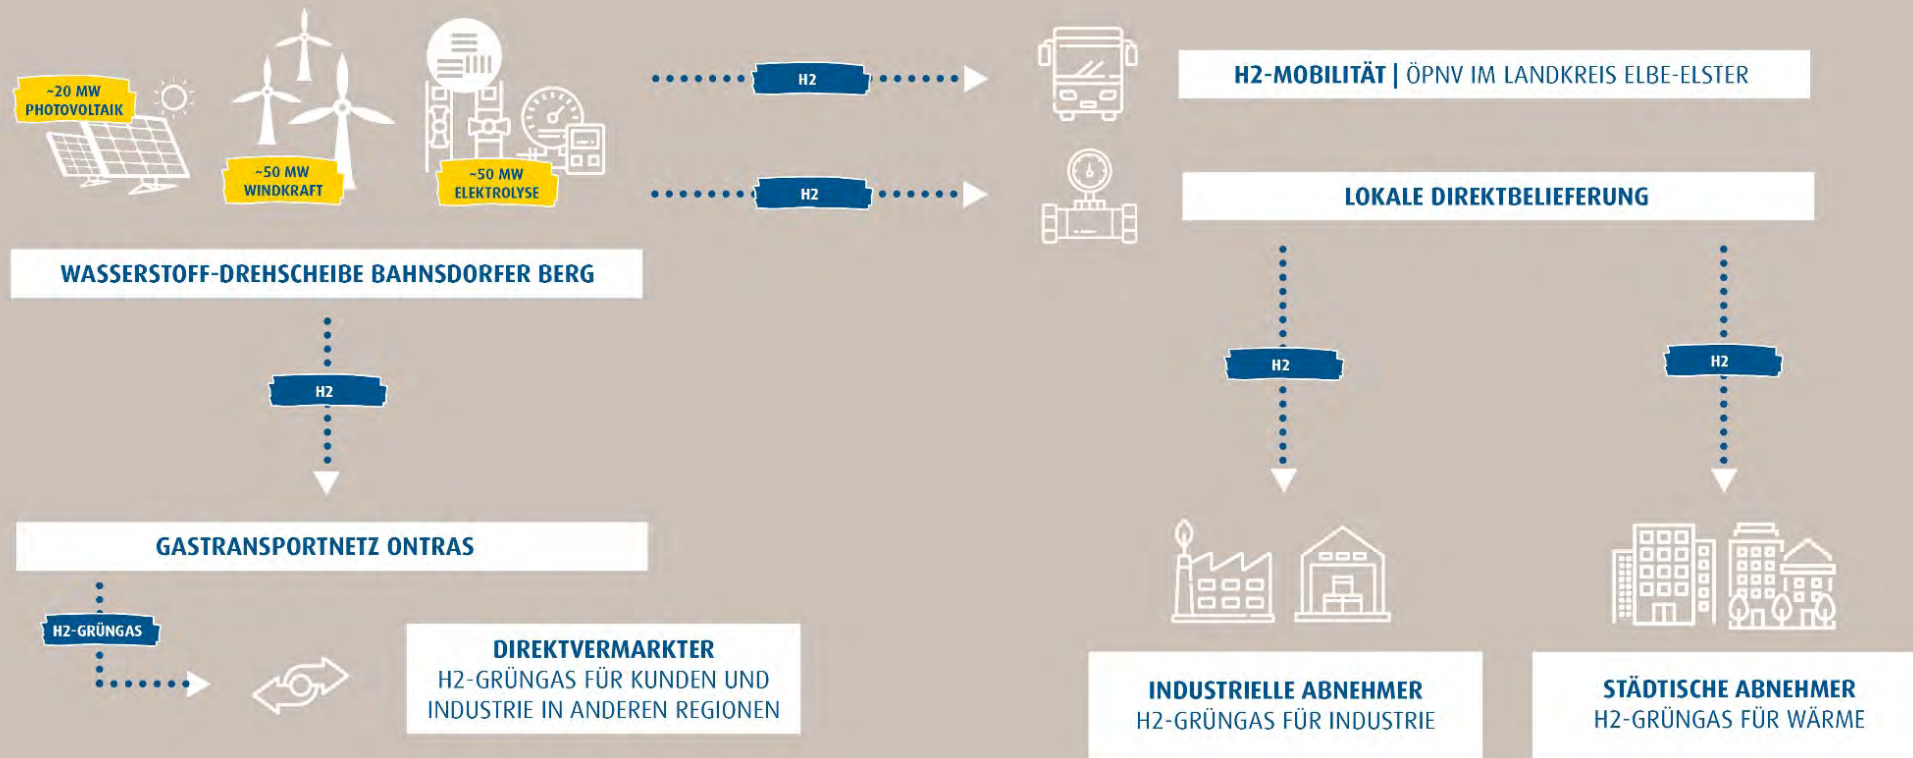 ~20 MW
PHOTOVOLTAIK
~50 MW
WINDKRAFT
~50 MW
ELEKTROLYSE
H2
H2-MOBILITÄT | ÖPNV IM LANDKREIS ELBE-ELSTER
H2
LOKALE DIREKTBELIEFERUNG
WASSERSTOFF-DREHSCHEIBE BAHNSDORFER BERG
H2
H2
H2
GASTRANSPORTNETZ ONTRAS
H2-GRÜNGAS
DIREKTVERMARKTER
H2-GRÜNGAS FÜR KUNDEN UND
INDUSTRIE IN ANDEREN REGIONEN
INDUSTRIELLE ABNEHMER
H2-GRÜNGAS FÜR INDUSTRIE
STÄDTISCHE ABNEHMER
H2-GRÜNGAS FÜR WÄRME